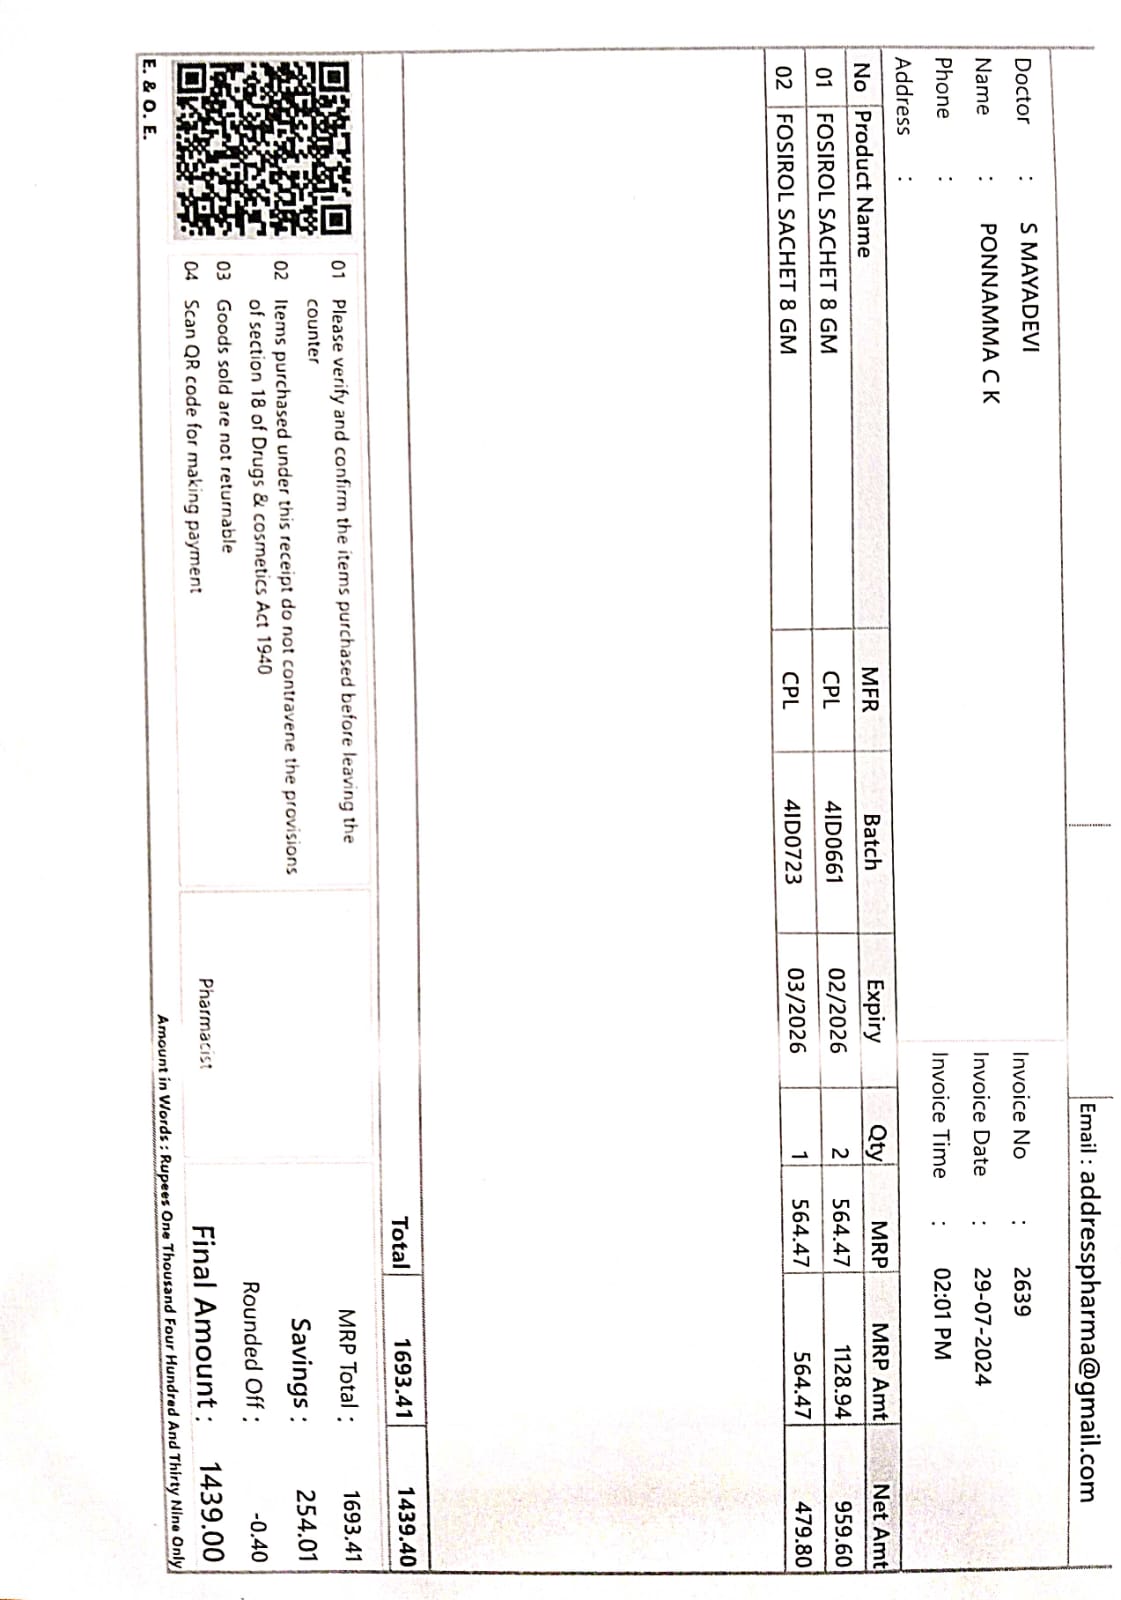 Email : addresspharma@gmail.com
Doctor : S MAYADEVI
Name : PONNAMMA C K
Phone :
Address :
Invoice No : 2639
Invoice Date : 29-07-2024
Invoice Time : 02:01 PM
No Product Name MFR Batch Expiry Qty MRP MRP Amt Net Amt
01 FOSIROL SACHET 8 GM CPL 4ID0661 02/2026 2 564.47 1128.94 959.60
02 FOSIROL SACHET 8 GM CPL 4ID0723 03/2026 1 564.47 564.47 479.80
Total 1693.41 1439.40
01 Please verify and confirm the items purchased before leaving the
counter
02 Items purchased under this receipt do not contravene the provisions
of section 18 of Drugs & cosmetics Act 1940
03 Goods sold are not returnable
04 Scan QR code for making payment
Pharmacist
MRP Total : 1693.41
Savings : 254.01
Rounded Off : -0.40
Final Amount : 1439.00
Amount in Words : Rupees One Thousand Four Hundred And Thirty Nine Only
E. & O. E.